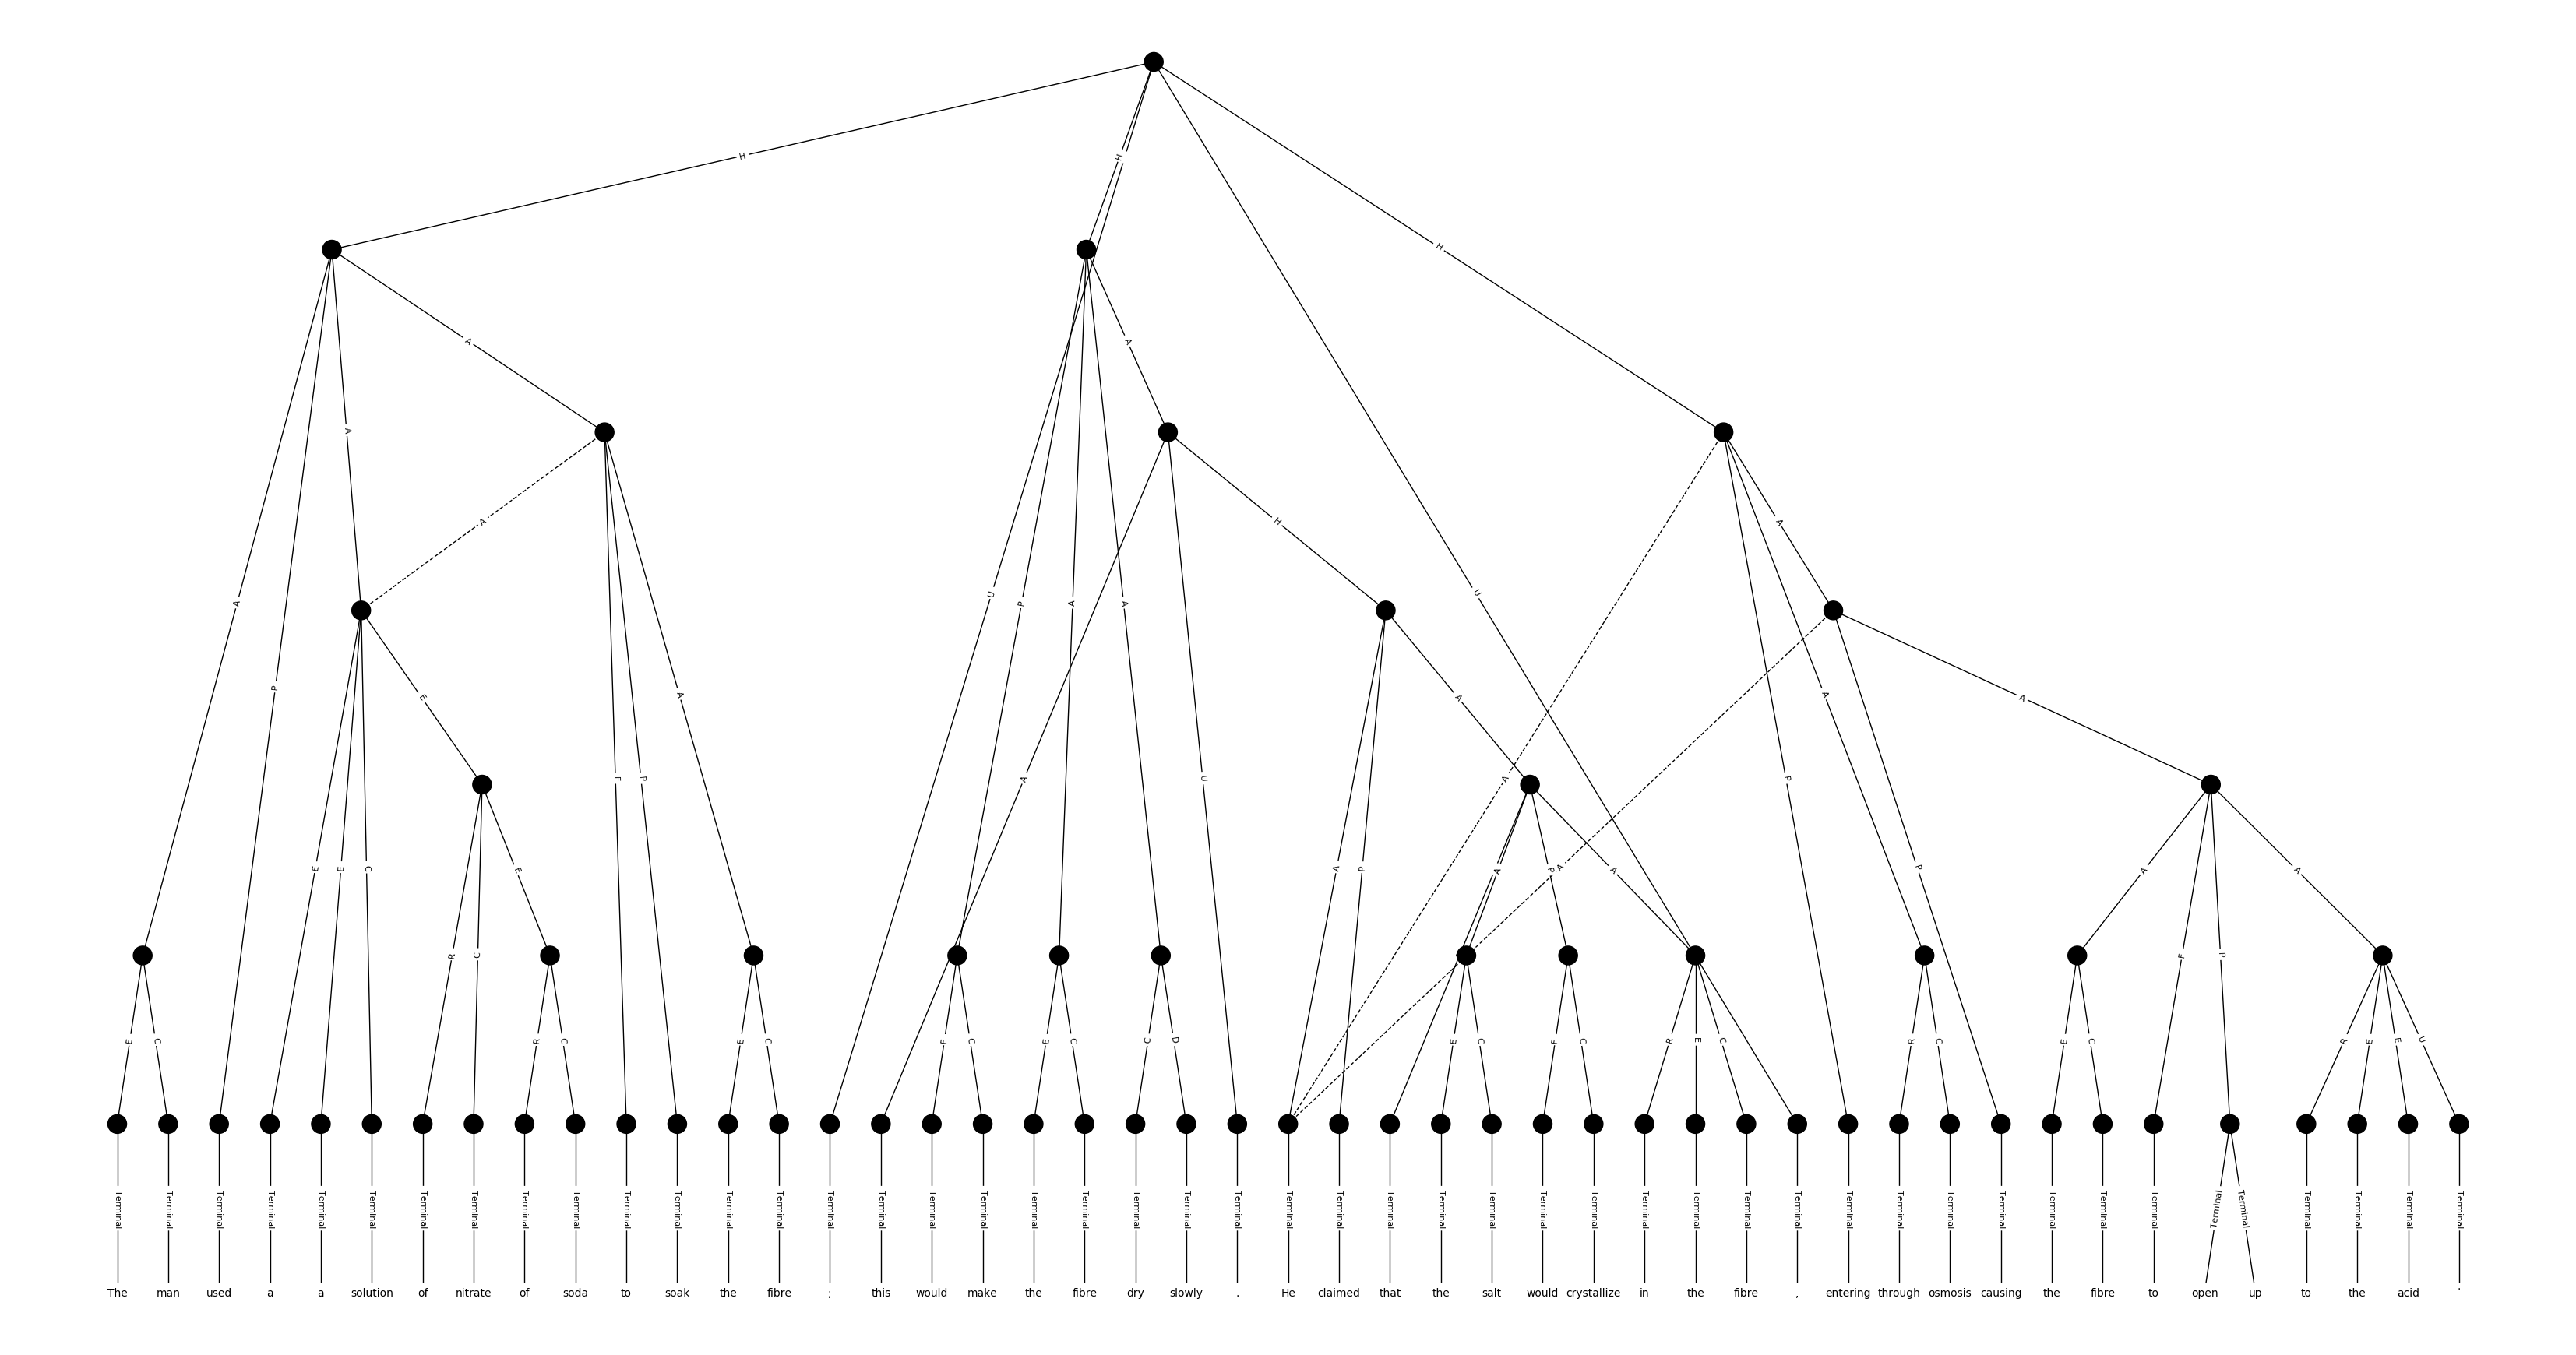 H
H
H
A
A
A
A
H
A
A
U
P
A
A
U
A
P
E
A
A
A
P
A
F
P
A
U
A
P
E
E
C
E
A
P
A
P
A
A
P
A
A
R
C
F
P
E
C
R
C
E
C
F
C
E
C
C
D
E
C
F
C
R
E
C
R
C
E
C
R
E
E
U
Terminal Terminal Terminal Terminal Terminal Terminal Terminal Terminal Terminal Terminal Terminal Terminal Terminal Terminal Terminal Terminal Terminal Terminal Terminal Terminal Terminal Terminal Terminal Terminal Terminal Terminal Terminal Terminal Terminal Terminal Terminal Terminal Terminal Terminal Terminal Terminal Terminal Terminal Terminal Terminal Terminal Terminal Terminal Terminal Terminal Terminal Terminal
The man used a a solution of nitrate of soda to soak the fibre ; this would make the fibre dry slowly . He claimed that the salt would crystallize in the fibre , entering through osmosis causing the fibre to open up to the acid .